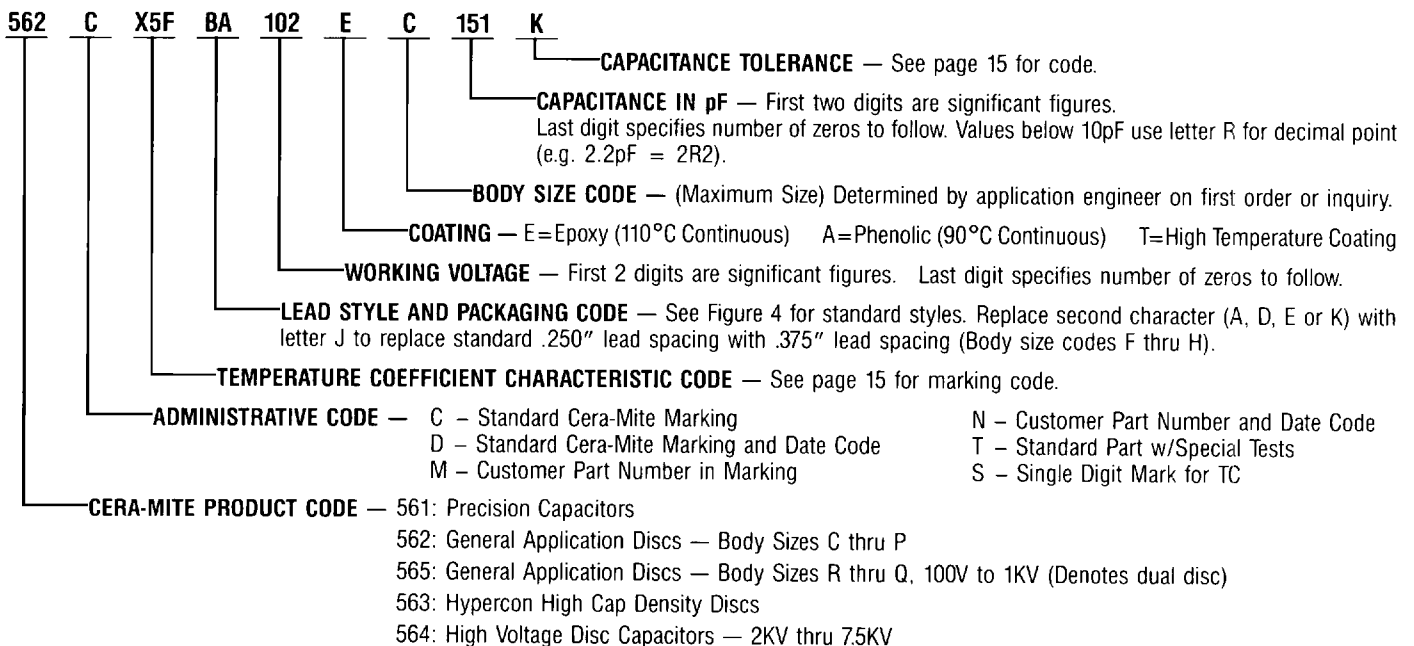 562 C X5F BA 102 E C 151 K
CAPACITANCE TOLERANCE — See page 15 for code.
CAPACITANCE IN pF — First two digits are significant figures.
Last digit specifies number of zeros to follow. Values below 10pF use letter R for decimal point
(e.g. 2.2pF = 2R2).
BODY SIZE CODE — (Maximum Size) Determined by application engineer on first order or inquiry.
COATING — E=Epoxy (110°C Continuous) A=Phenolic (90°C Continuous) T=High Temperature Coating
WORKING VOLTAGE — First 2 digits are significant figures. Last digit specifies number of zeros to follow.
LEAD STYLE AND PACKAGING CODE — See Figure 4 for standard styles. Replace second character (A, D, E or K) with
letter J to replace standard .250″ lead spacing with .375″ lead spacing (Body size codes F thru H).
TEMPERATURE COEFFICIENT CHARACTERISTIC CODE — See page 15 for marking code.
ADMINISTRATIVE CODE — C – Standard Cera-Mite Marking N – Customer Part Number and Date Code
D – Standard Cera-Mite Marking and Date Code T – Standard Part w/Special Tests
M – Customer Part Number in Marking S – Single Digit Mark for TC
CERA-MITE PRODUCT CODE — 561: Precision Capacitors
562: General Application Discs — Body Sizes C thru P
565: General Application Discs — Body Sizes R thru Q, 100V to 1KV (Denotes dual disc)
563: Hypercon High Cap Density Discs
564: High Voltage Disc Capacitors — 2KV thru 7.5KV